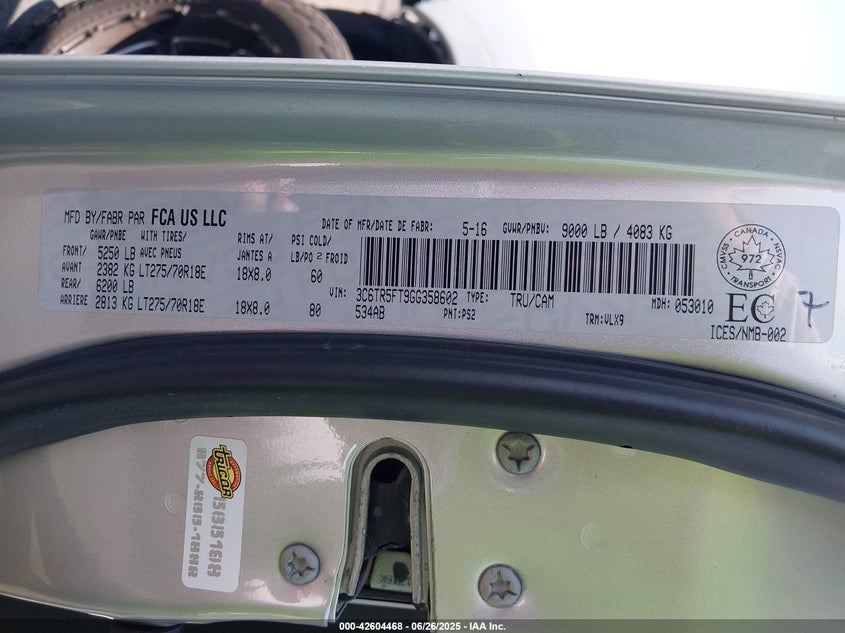 MFD BY/FABR PAR FCA US LLC
DATE OF MFR/DATE DE FABR: 5-16 GVWR/PNBV: 9000 LB / 4083 KG
GAWR/PNBE WITH TIRES/ RIMS AT/ PSI COLD/
FRONT/ 5250 LB AVEC PNEUS JANTES A LB/PO 2 FROID
AVANT 2382 KG LT275/70R18E 18X8.0 60
6200 LB
ARRIERE 2813 KG LT275/70R18E 18X8.0 80
VIN: 3C6TR5FT9GG358602 TYPE: TRU/CAM MDH: 053010
534AB PNT:PS2 TRM:VLX9
CMVSS CANADA NSVAC
972
TRANSPORT
EC 7
ICES/NMB-002
TRICAR
000-42604468 - 06/26/2025 - IAA Inc.